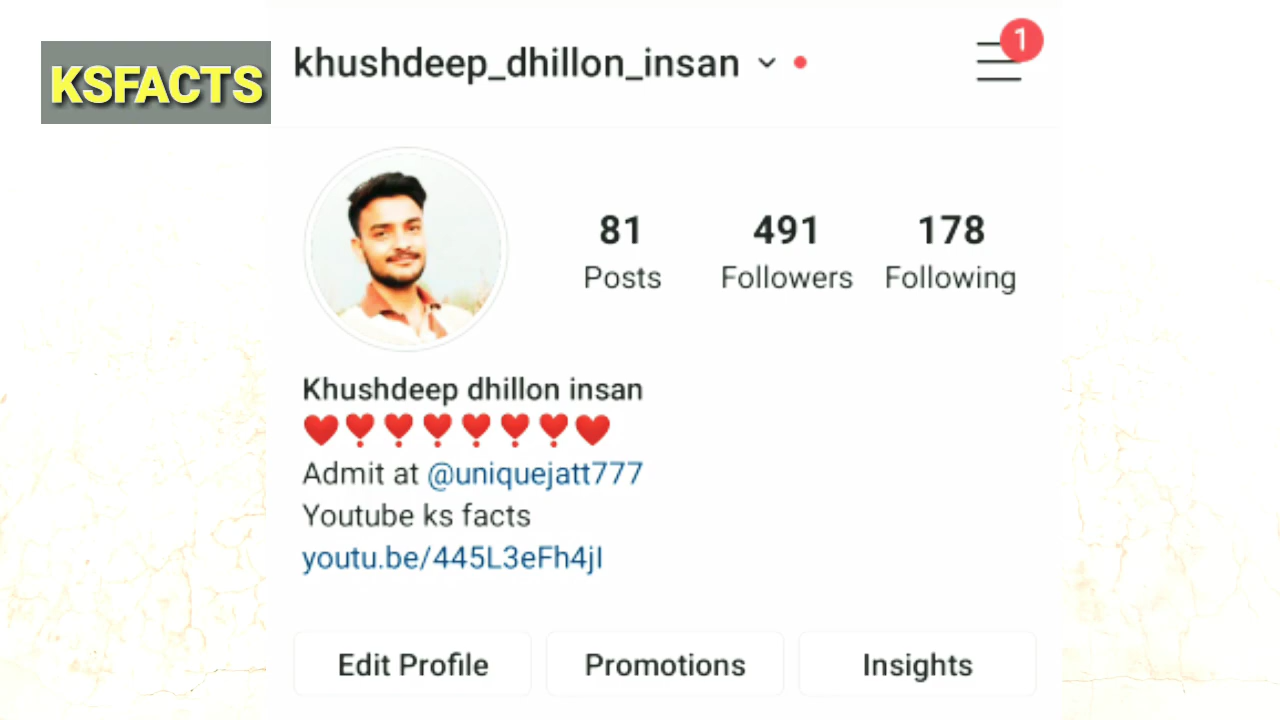 KSFACTS
khushdeep_dhillon_insan
1
81 491 178
Posts Followers Following
Khushdeep dhillon insan
Admit at @uniquejatt777
Youtube ks facts
youtu.be/445L3eFh4jI
Edit Profile Promotions Insights